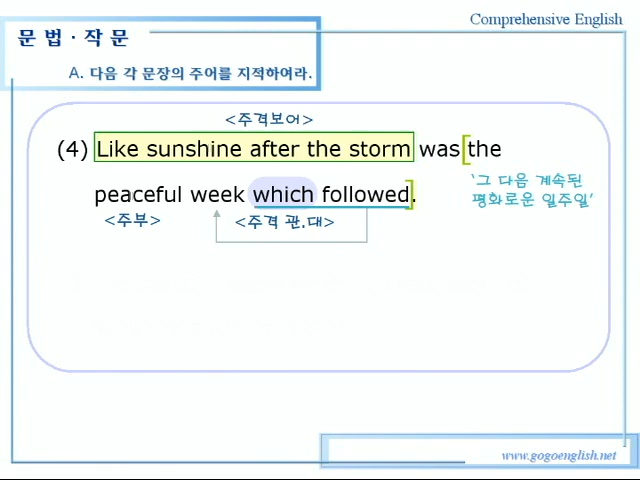 Comprehensive English
문 법 · 작 문
A. 다음 각 문장의 주어를 지적하여라.
<주격보어>
(4) Like sunshine after the storm was the
peaceful week which followed.
‘그 다음 계속된
평화로운 일주일’
<주부>
<주격 관.대>
www.gogoenglish.net